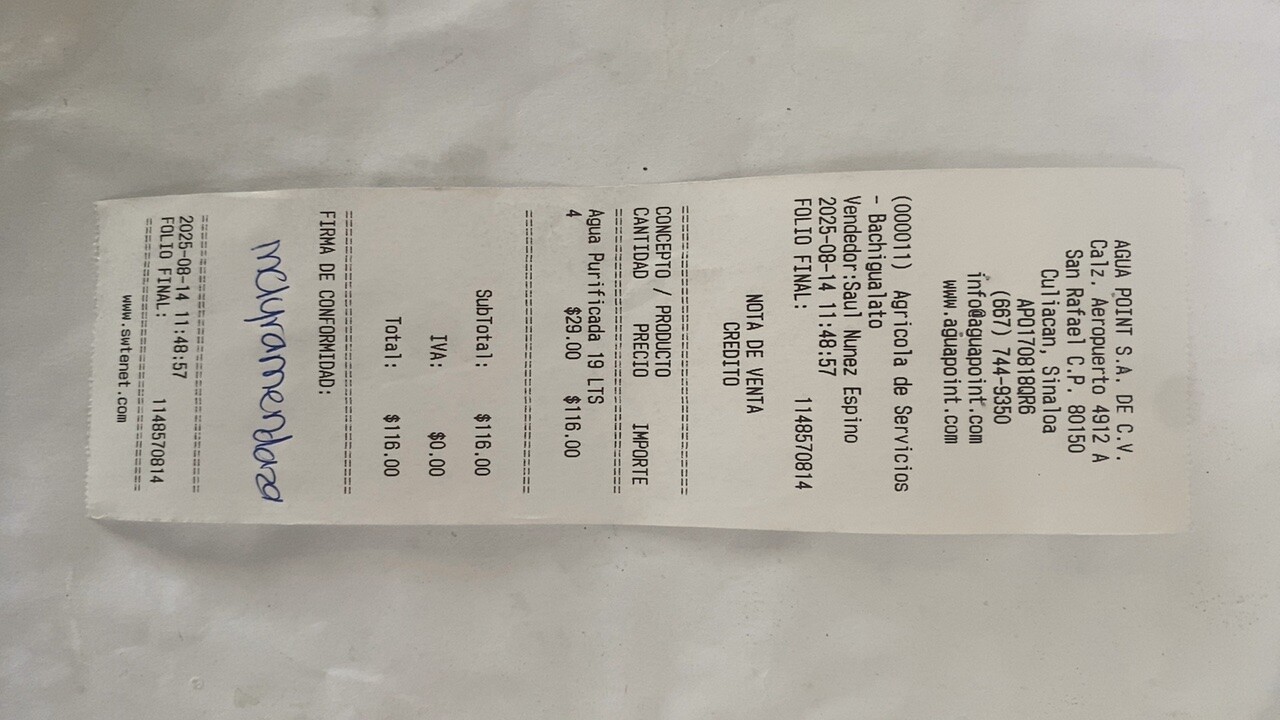 AGUA POINT S.A. DE C.V.
Calz. Aeropuerto 4912 A
San Rafael C.P. 80150
Culiacan, Sinaloa
APO170818QR6
(667) 744-9350
info@aguapoint.com
www.aguapoint.com
(000011) Agricola de Servicios
- Bachigualato
Vendedor:Saul Nunez Espino
2025-08-14 11:48:57
FOLIO FINAL: 1148570814
NOTA DE VENTA
CREDITO
================================
CONCEPTO / PRODUCTO
CANTIDAD PRECIO IMPORTE
================================
Agua Purificada 19 LTS
4 $29.00 $116.00
================================
SubTotal: $116.00
IVA: $0.00
Total: $116.00
================================
FIRMA DE CONFORMIDAD:
mayramendoza
================================
2025-08-14 11:48:57
FOLIO FINAL: 1148570814
================================
www.swtenet.com